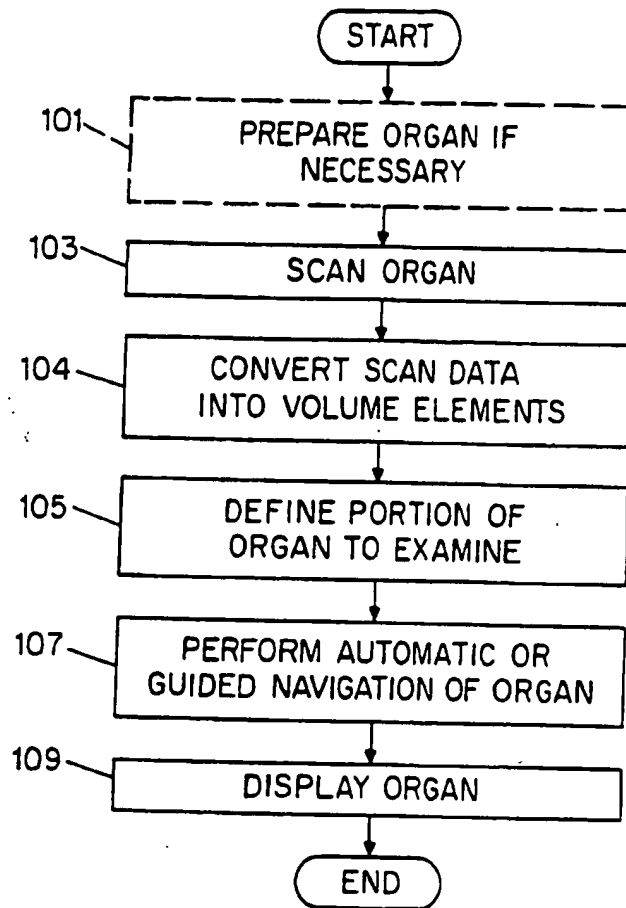 START
101
PREPARE ORGAN IF
NECESSARY
103
SCAN ORGAN
104
CONVERT SCAN DATA
INTO VOLUME ELEMENTS
105
DEFINE PORTION OF
ORGAN TO EXAMINE
107
PERFORM AUTOMATIC OR
GUIDED NAVIGATION OF ORGAN
109
DISPLAY ORGAN
END